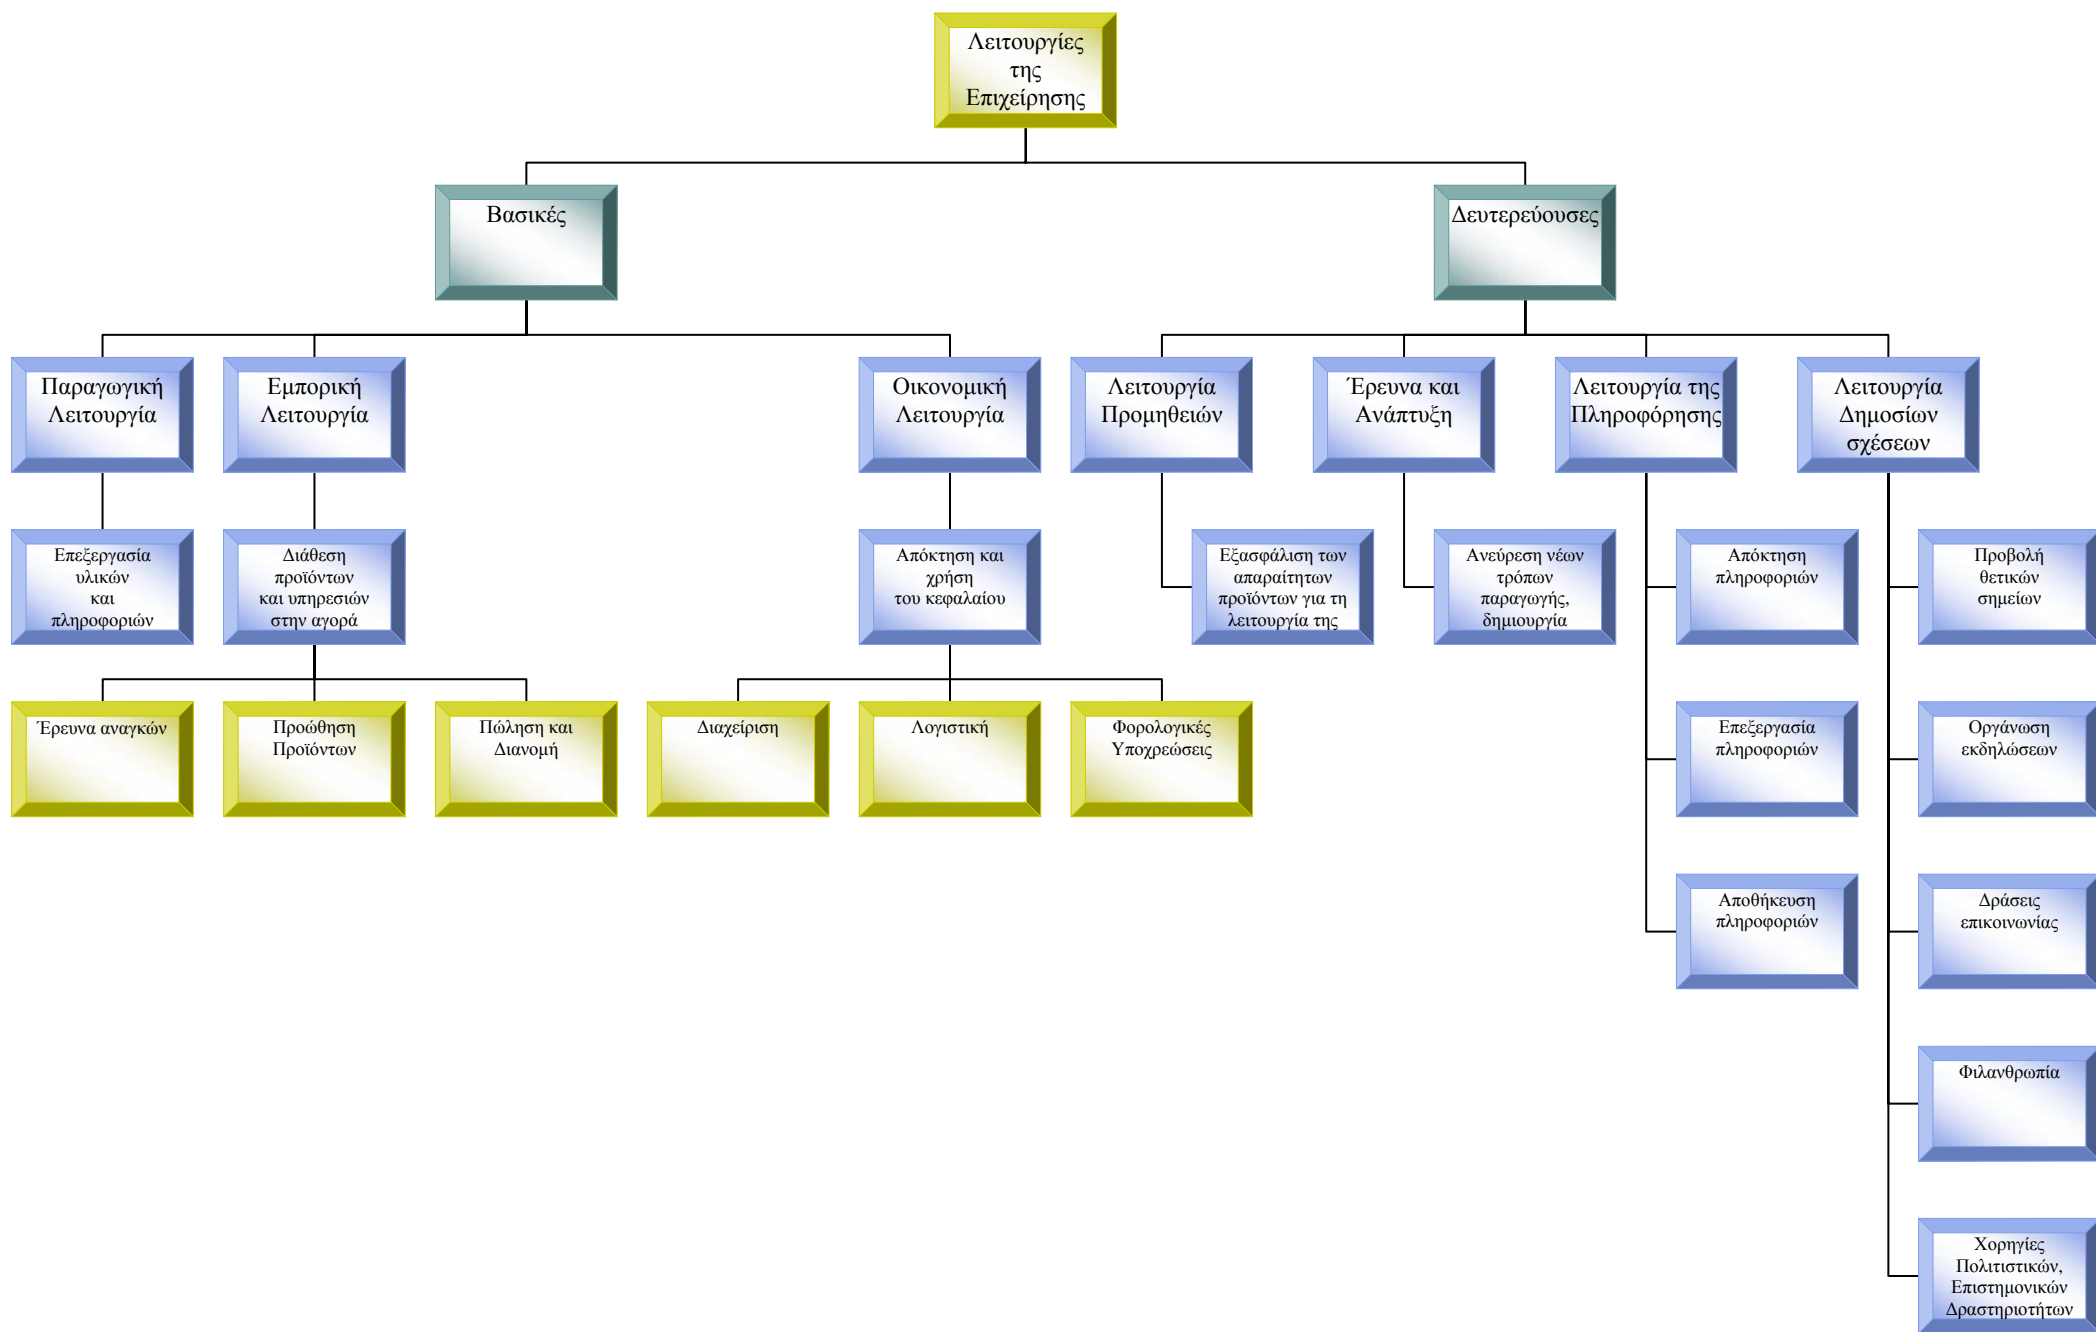 Λειτουργίες
της
Επιχείρησης
Βασικές
Δευτερεύουσες
Παραγωγική
Λειτουργία
Εμπορική
Λειτουργία
Οικονομική
Λειτουργία
Λειτουργία
Προμηθειών
Έρευνα και
Ανάπτυξη
Λειτουργία της
Πληροφόρησης
Λειτουργία
Δημοσίων
σχέσεων
Επεξεργασία
υλικών
και
πληροφοριών
Διάθεση
προϊόντων
και υπηρεσιών
στην αγορά
Απόκτηση και
χρήση
του κεφαλαίου
Εξασφάλιση των
απαραίτητων
προϊόντων για τη
λειτουργία της
Ανεύρεση νέων
τρόπων
παραγωγής,
δημιουργία
Απόκτηση
πληροφοριών
Προβολή
θετικών
σημείων
Έρευνα αναγκών
Προώθηση
Προϊόντων
Πώληση και
Διανομή
Διαχείριση
Λογιστική
Φορολογικές
Υποχρεώσεις
Επεξεργασία
πληροφοριών
Οργάνωση
εκδηλώσεων
Αποθήκευση
πληροφοριών
Δράσεις
επικοινωνίας
Φιλανθρωπία
Χορηγίες
Πολιτιστικών,
Επιστημονικών
Δραστηριοτήτων